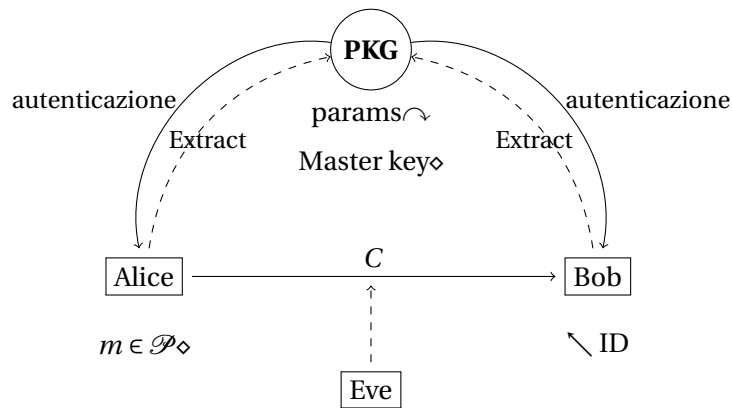 PKG
autenticazione
autenticazione
params↷
Extract
Extract
Master key⋄
C
Alice
Bob
m ∈ 𝒫⋄
↖ ID
Eve